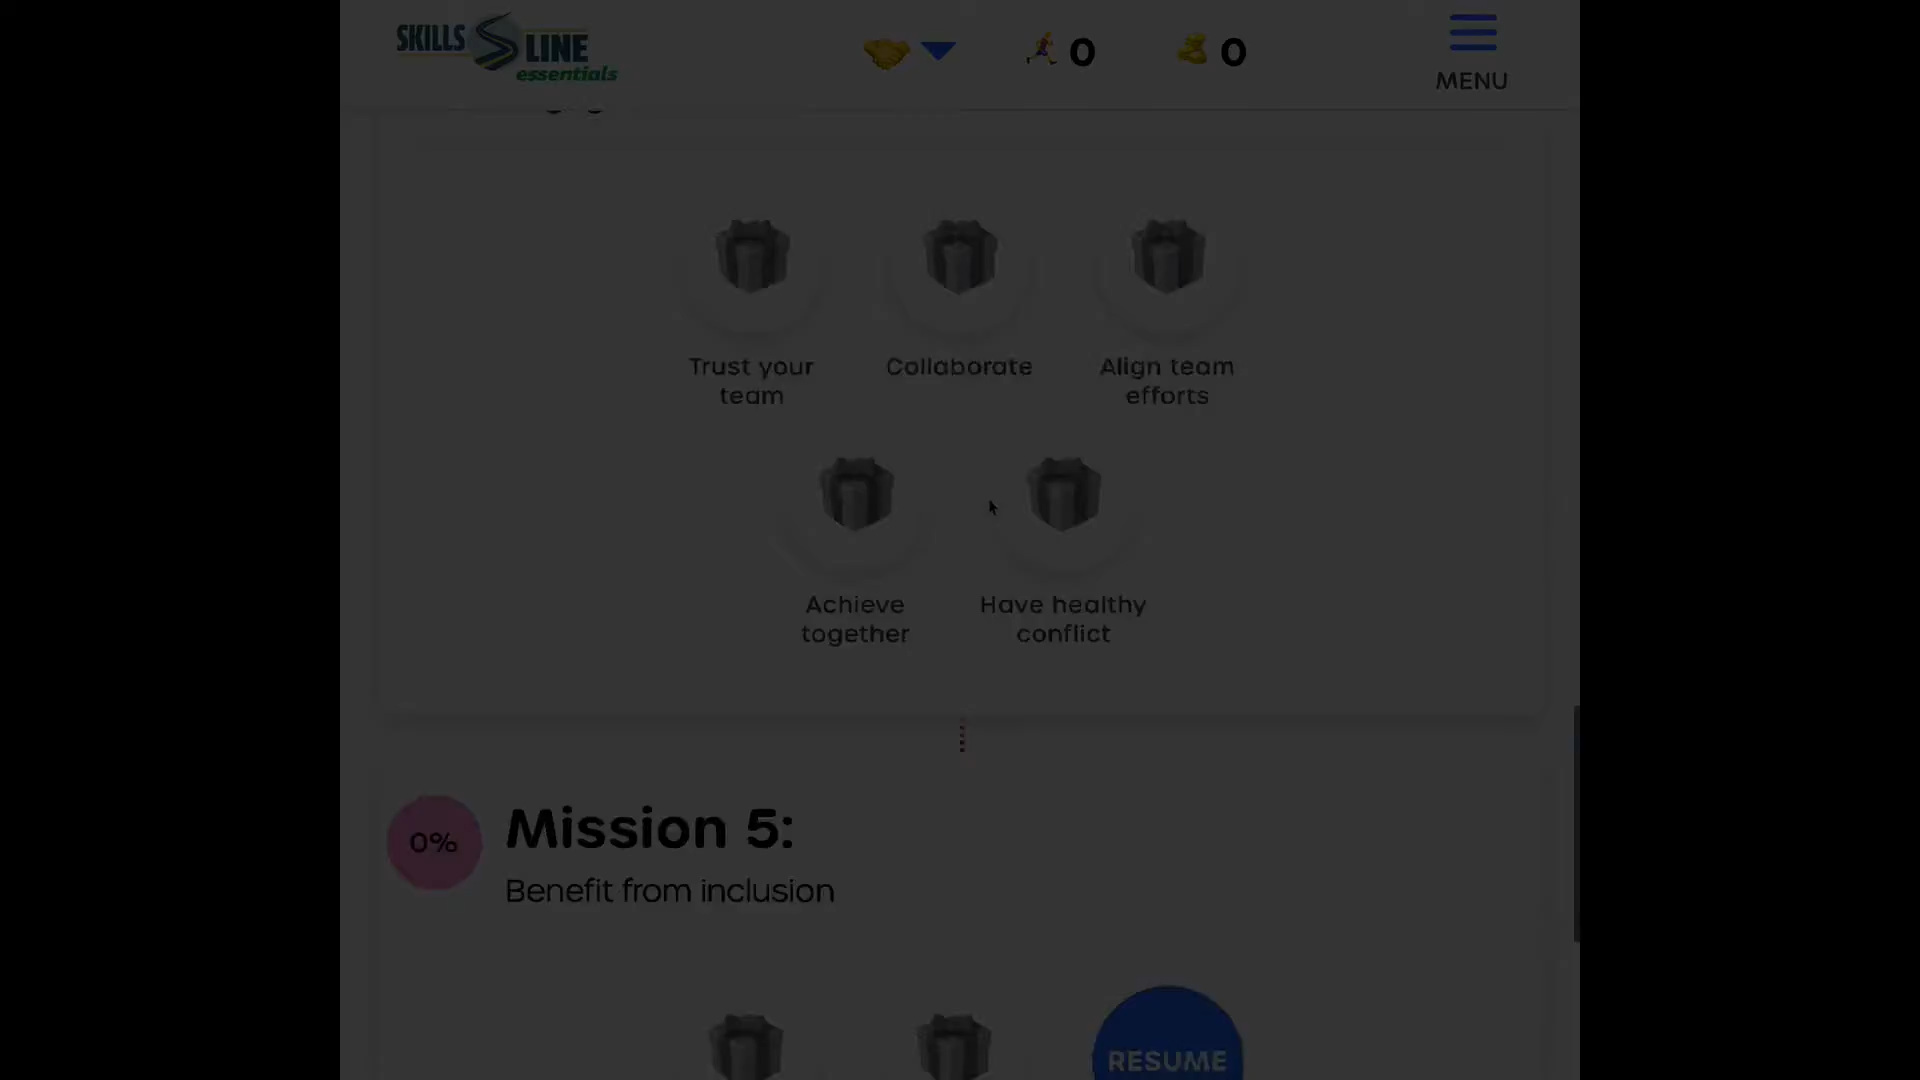 SKILLS LINE
essentials
0
0
MENU
Trust your
team
Collaborate
Align team
efforts
Achieve
together
Have healthy
conflict
0%
Mission 5:
Benefit from inclusion
RESUME